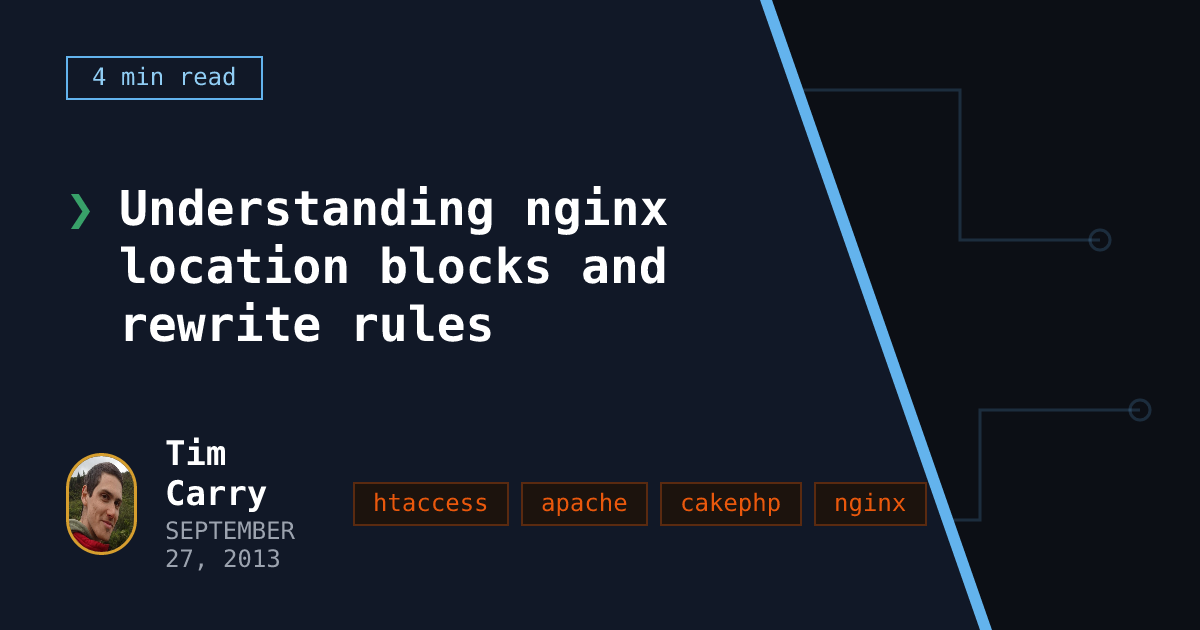 4 min read
❯ Understanding nginx
location blocks and
rewrite rules
Tim
Carry
SEPTEMBER
27, 2013
htaccess apache cakephp nginx